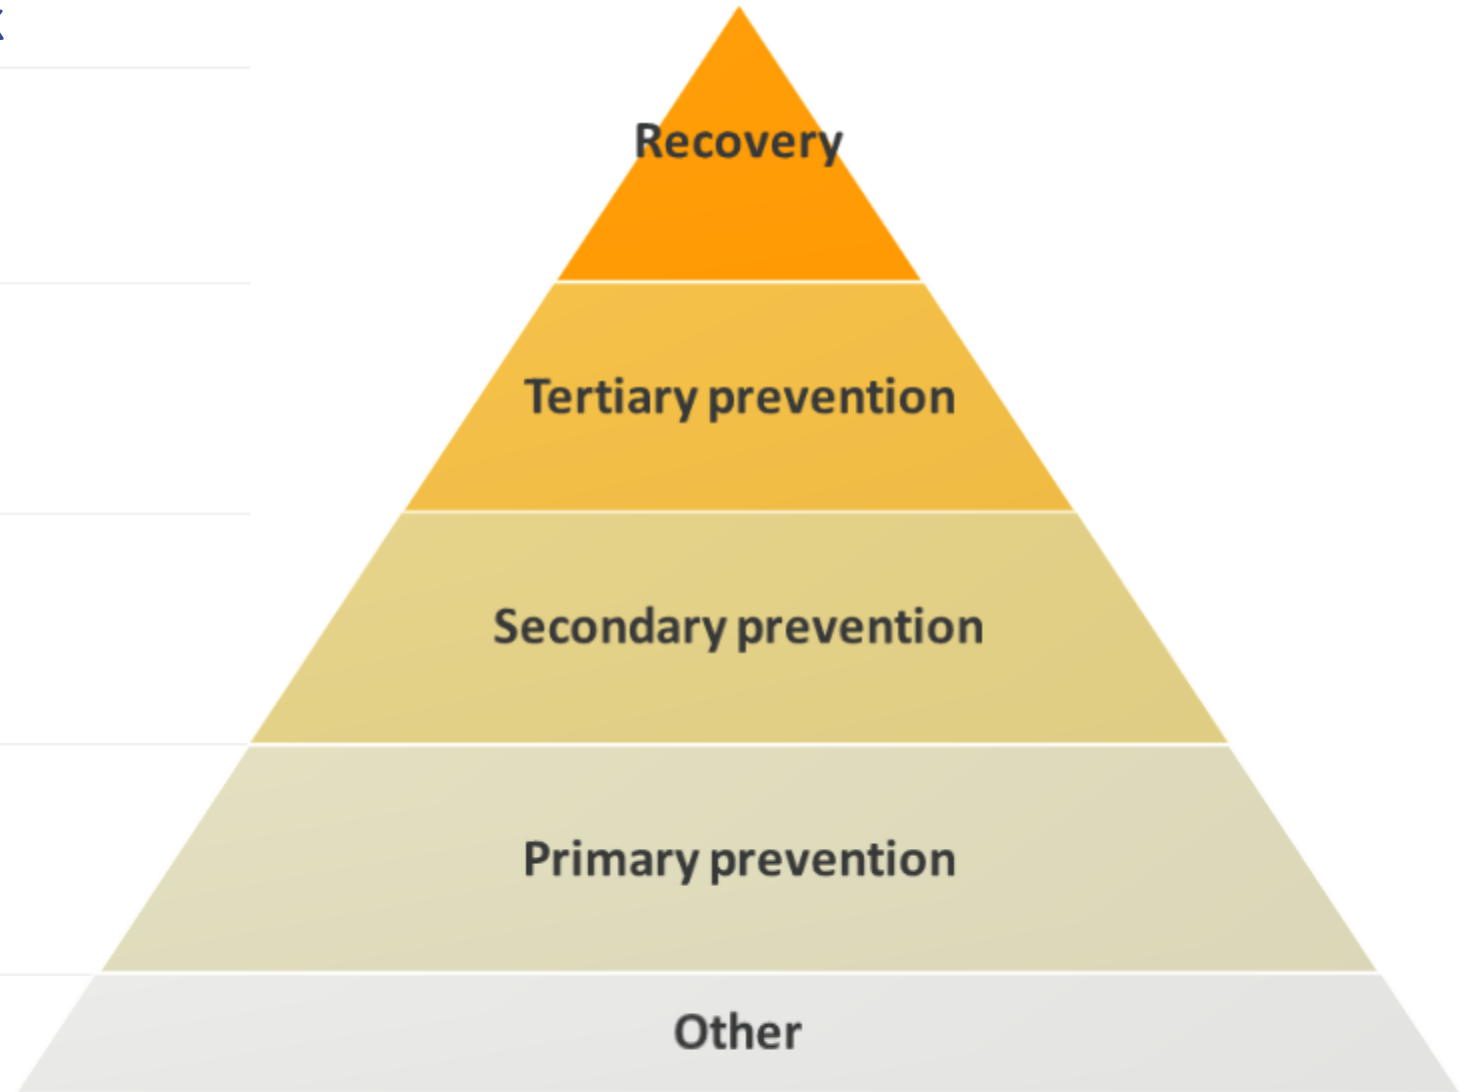 Recovery
Tertiary prevention
Secondary prevention
Primary prevention
Other